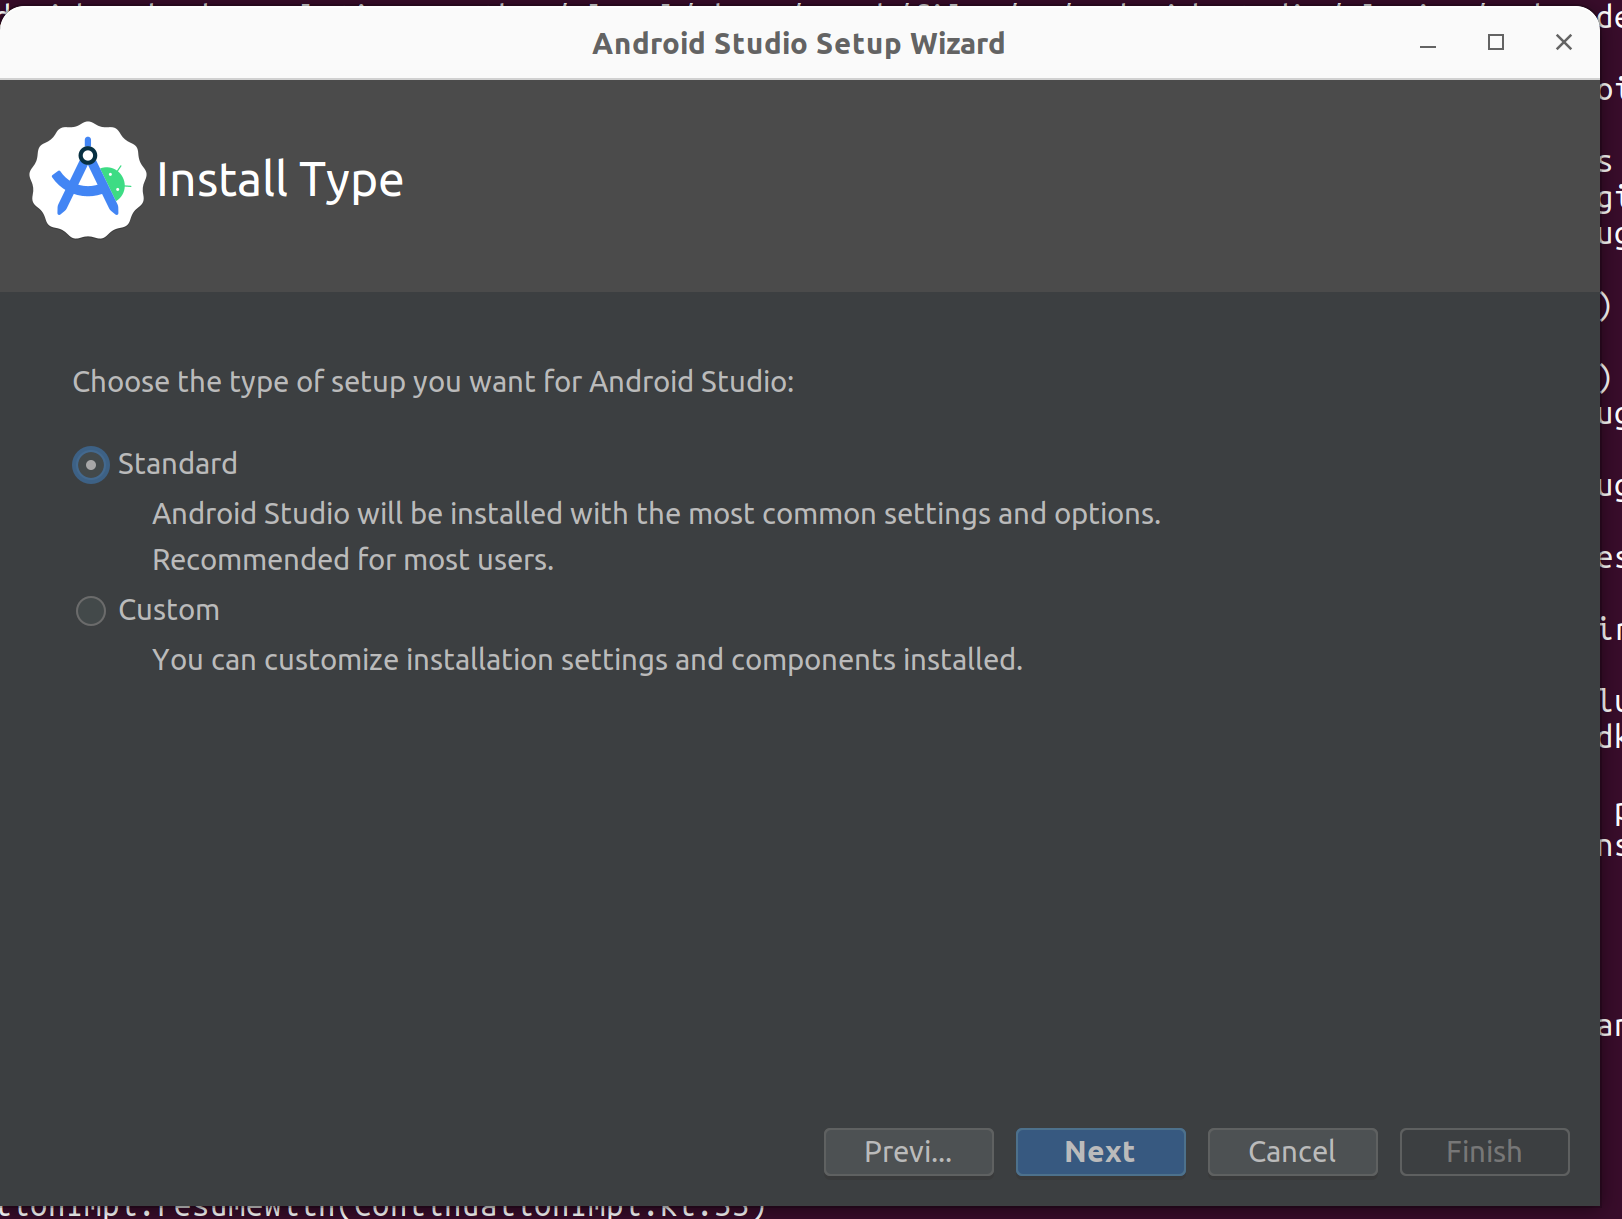 Android Studio Setup Wizard
Install Type
Choose the type of setup you want for Android Studio:
Standard
Android Studio will be installed with the most common settings and options.
Recommended for most users.
Custom
You can customize installation settings and components installed.
Previ...
Next
Cancel
Finish